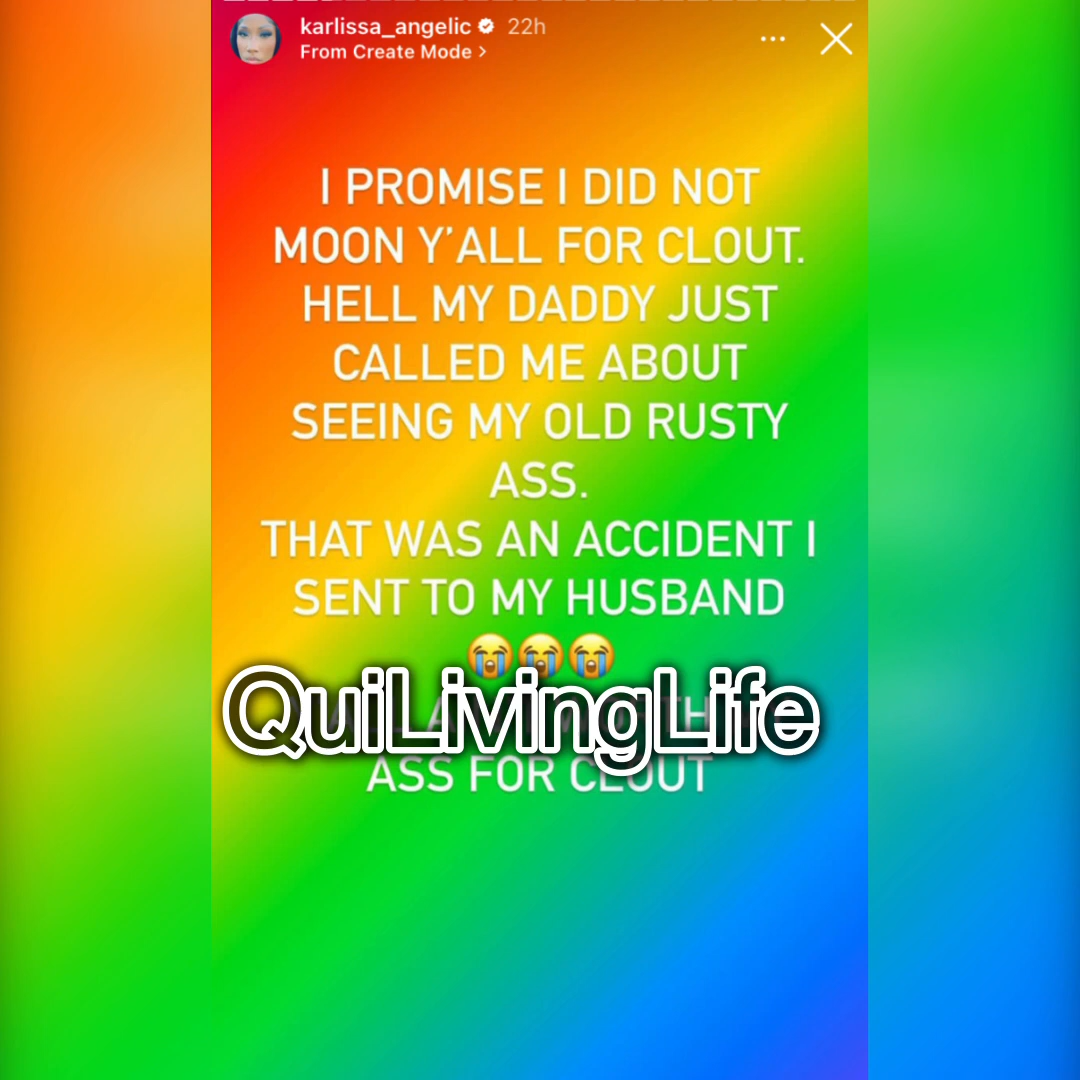 karlissa_angelic 22h
From Create Mode >
I PROMISE I DID NOT
MOON Y'ALL FOR CLOUT.
HELL MY DADDY JUST
CALLED ME ABOUT
SEEING MY OLD RUSTY
ASS.
THAT WAS AN ACCIDENT I
SENT TO MY HUSBAND
😭😭😭
QuiLivingLife
ASS FOR CLOUT